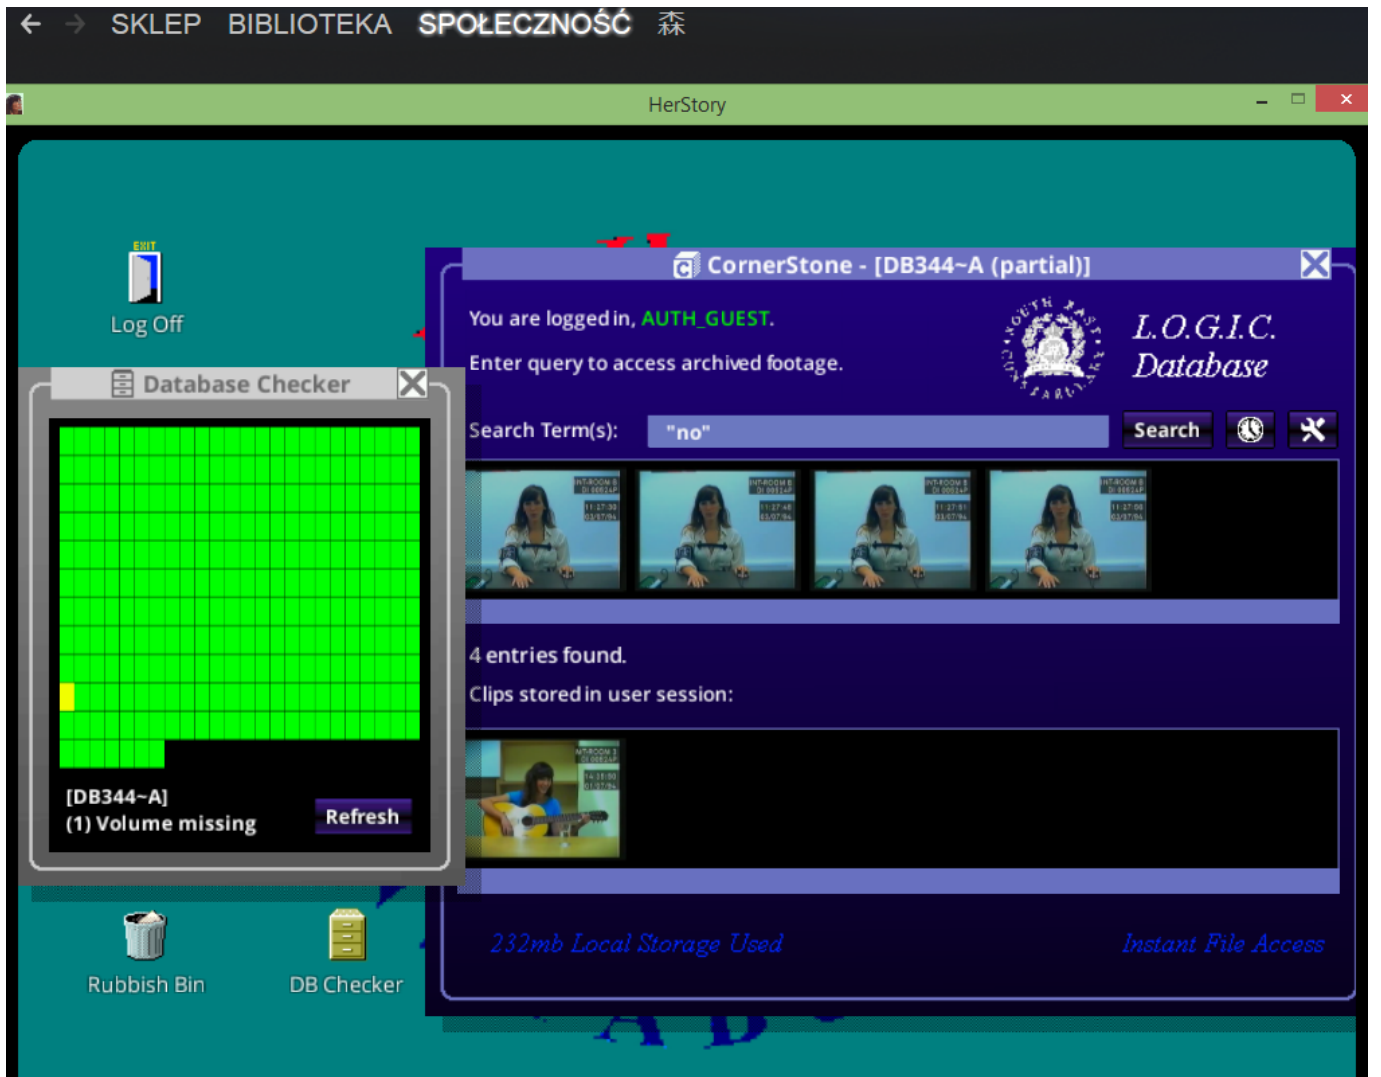 SKLEP BIBLIOTEKA SPOŁECZNOŚĆ 森
HerStory
EXIT
Log Off
CornerStone - [DB344~A (partial)]
You are logged in, AUTH_GUEST.
Enter query to access archived footage.
L.O.G.I.C.
Database
Database Checker
Search Term(s):
"no"
Search
4 entries found.
Clips stored in user session:
[DB344~A]
(1) Volume missing
Refresh
232mb Local Storage Used
Instant File Access
Rubbish Bin
DB Checker